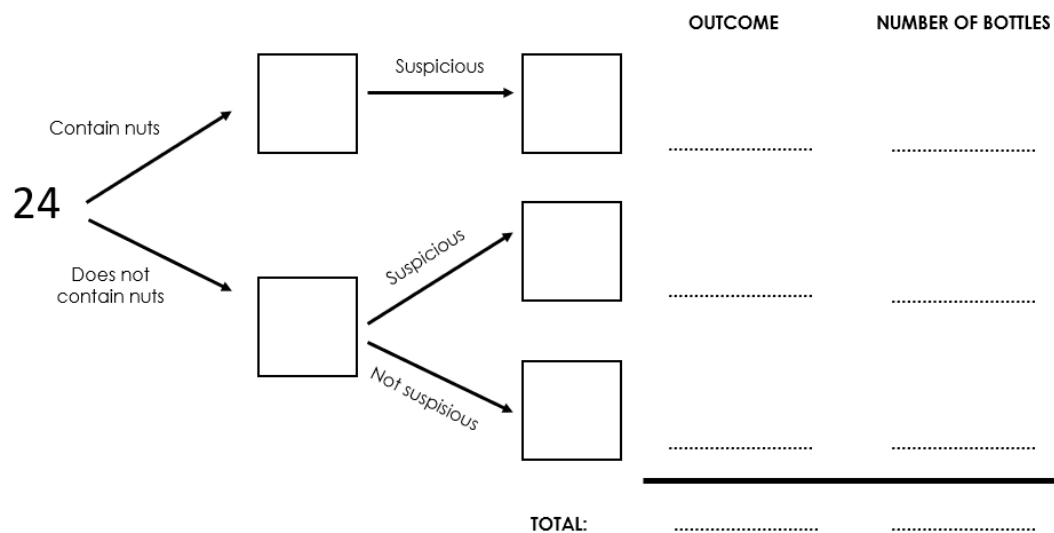 OUTCOME NUMBER OF BOTTLES
Suspicious
Contain nuts
24
Suspicious
Does not
contain nuts
Not suspisious
TOTAL: